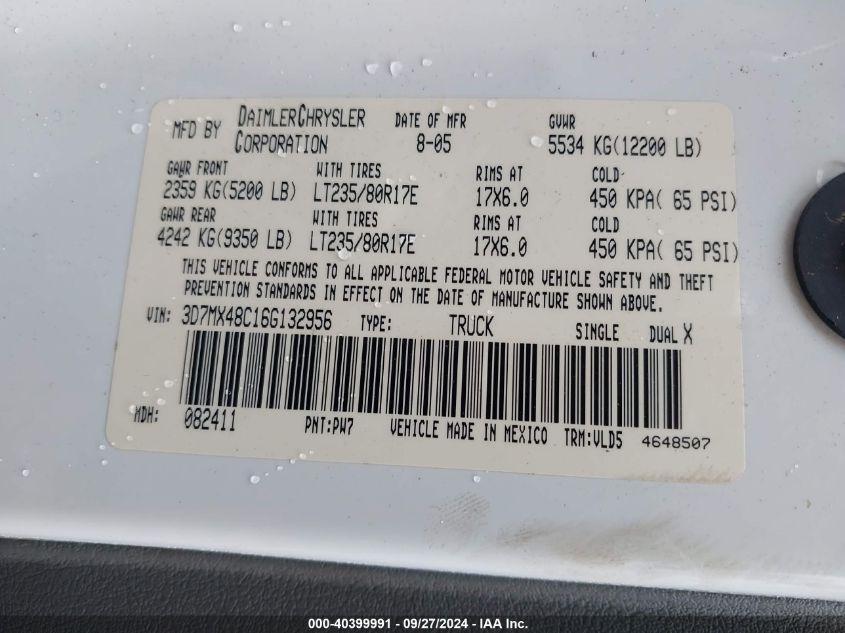 MFD BY DAIMLERCHRYSLER CORPORATION DATE OF MFR 8-05 GVWR 5534 KG(12200 LB)
GAWR FRONT WITH TIRES RIMS AT COLD
2359 KG(5200 LB) LT235/80R17E 17X6.0 450 KPA( 65 PSI)
GAWR REAR WITH TIRES RIMS AT COLD
4242 KG(9350 LB) LT235/80R17E 17X6.0 450 KPA( 65 PSI)
THIS VEHICLE CONFORMS TO ALL APPLICABLE FEDERAL MOTOR VEHICLE SAFETY AND THEFT
PREVENTION STANDARDS IN EFFECT ON THE DATE OF MANUFACTURE SHOWN ABOVE.
VIN: 3D7MX48C16G132956 TYPE: TRUCK SINGLE DUAL X
MDH: 082411 PNT:PW7 VEHICLE MADE IN MEXICO TRM:VLD5 4648507
000-40399991 - 09/27/2024 - IAA Inc.